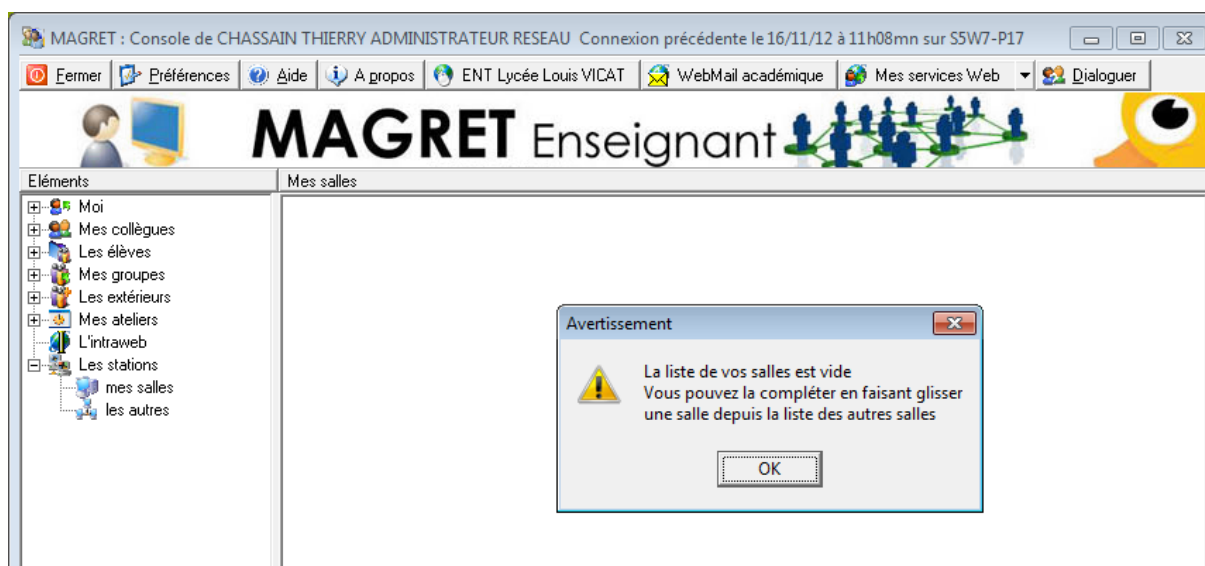 MAGRET : Console de CHASSAIN THIERRY ADMINISTRATEUR RESEAU Connexion précédente le 16/11/12 à 11h08mn sur S5W7-P17
Fermer Préférences Aide A propos ENT Lycée Louis VICAT WebMail académique Mes services Web Dialoguer
MAGRET Enseignant
Eléments Mes salles
Moi
Mes collègues
Les élèves
Mes groupes
Les extérieurs
Mes ateliers
L'intraweb
Les stations
mes salles
les autres
Avertissement
La liste de vos salles est vide
Vous pouvez la compléter en faisant glisser
une salle depuis la liste des autres salles
OK